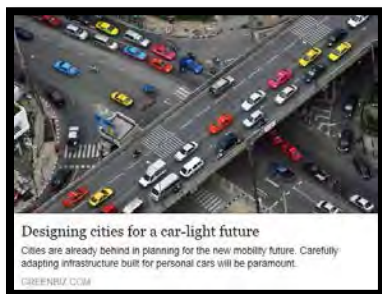 Designing cities for a car-light future
Cities are already behind in planning for the new mobility future. Carefully
adapting infrastructure built for personal cars will be paramount.
GREENBIZ.COM